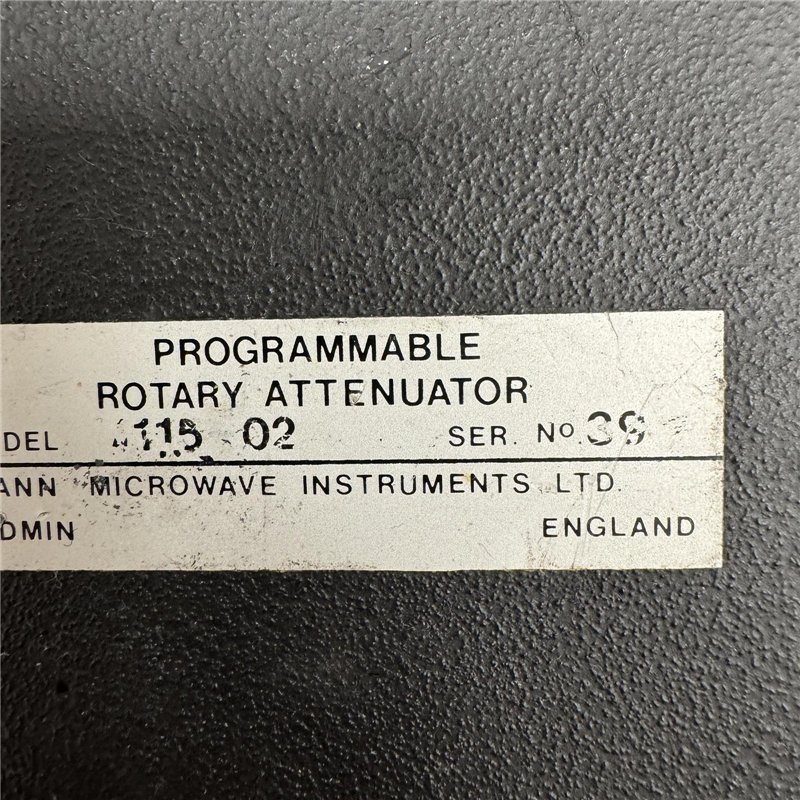 PROGRAMMABLE
ROTARY ATTENUATOR
DEL 115 02 SER. No. 39
ANN MICROWAVE INSTRUMENTS LTD.
DMIN ENGLAND